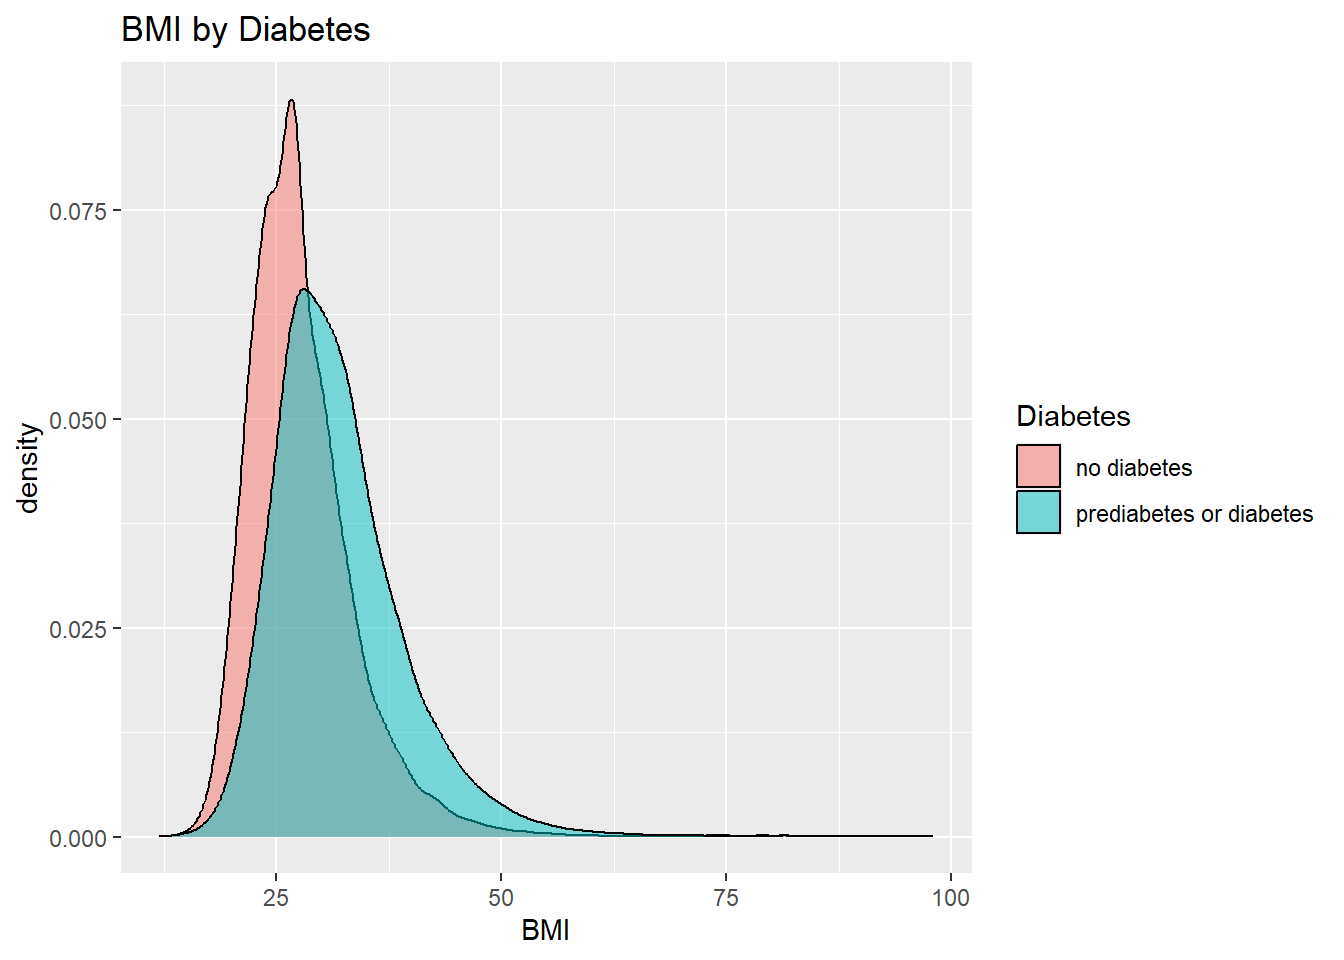 BMI by Diabetes
0.075
0.050
0.025
0.000
density
25 50 75 100
BMI
Diabetes
no diabetes
prediabetes or diabetes